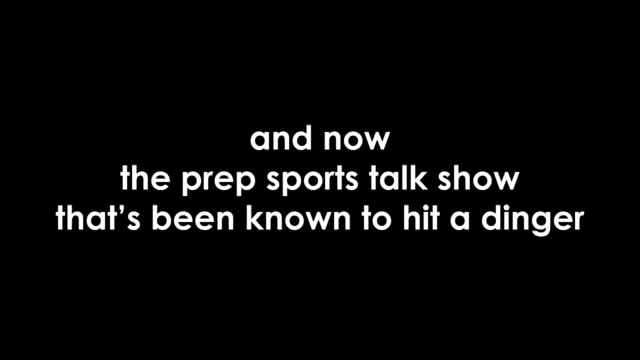 and now
the prep sports talk show
that's been known to hit a dinger